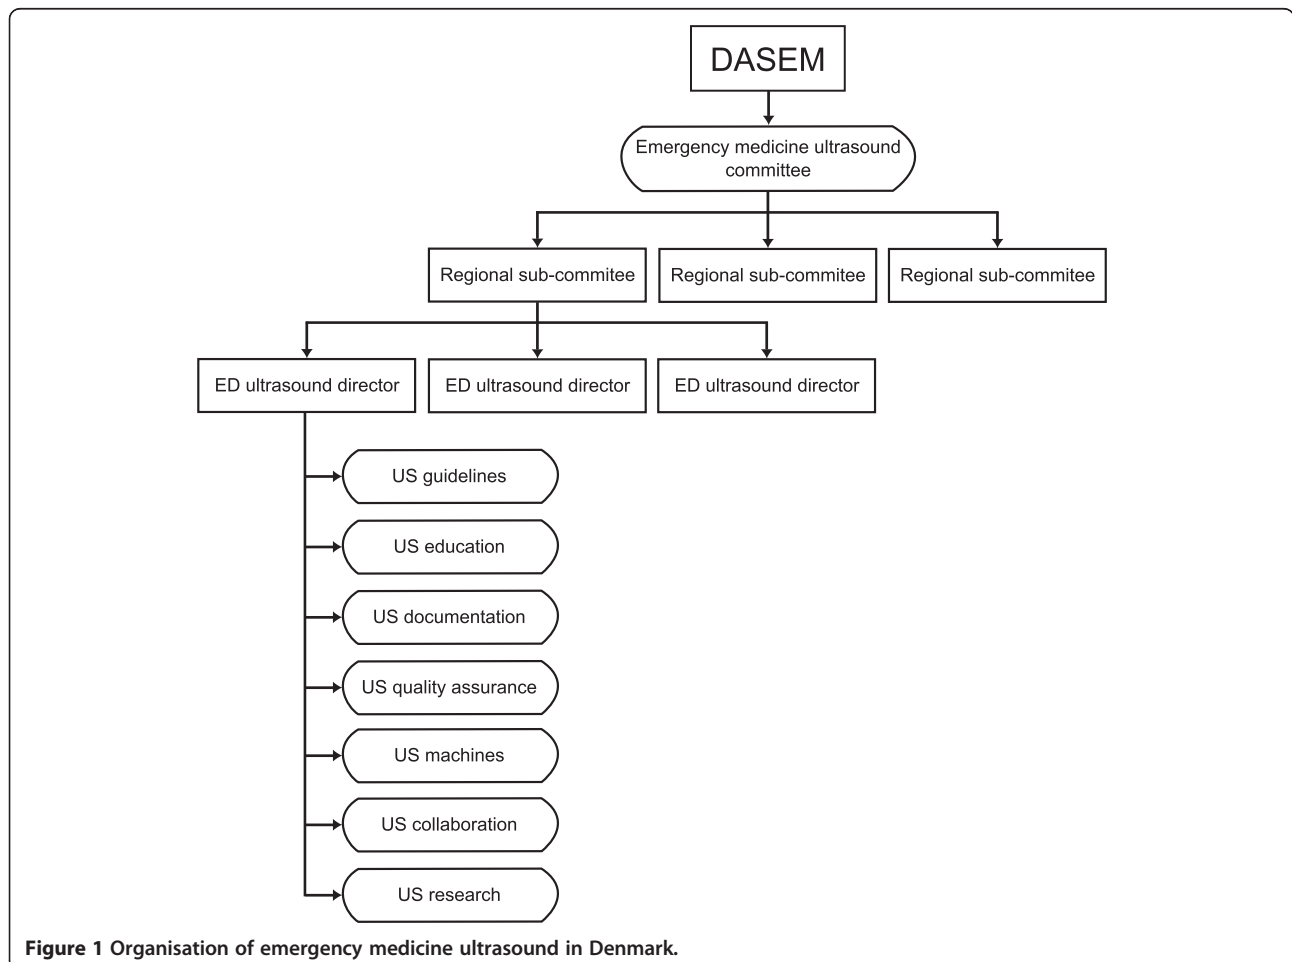 DASEM
Emergency medicine ultrasound
committee
Regional sub-commitee
Regional sub-commitee
Regional sub-commitee
ED ultrasound director
ED ultrasound director
ED ultrasound director
US guidelines
US education
US documentation
US quality assurance
US machines
US collaboration
US research
Figure 1 Organisation of emergency medicine ultrasound in Denmark.